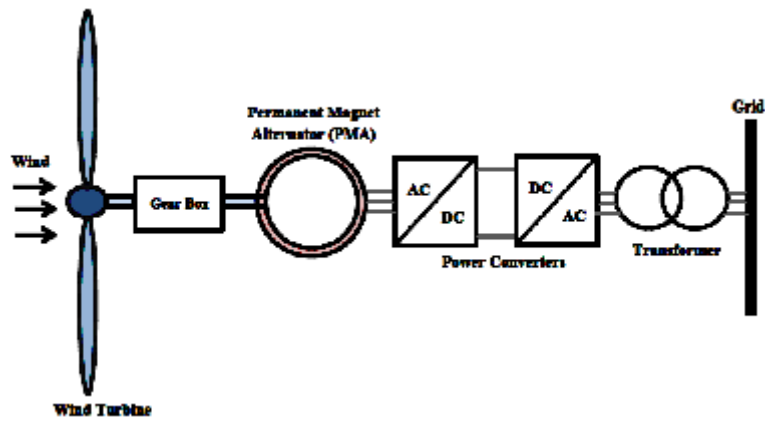 Grid
Permanent Magnet
Alternator (PMA)
Wind
Gear Box
AC
DC
DC
AC
Power Converters
Transformer
Wind Turbine